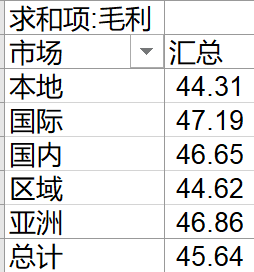 求和项:毛利
市场 汇总
本地 44.31
国际 47.19
国内 46.65
区域 44.62
亚洲 46.86
总计 45.64